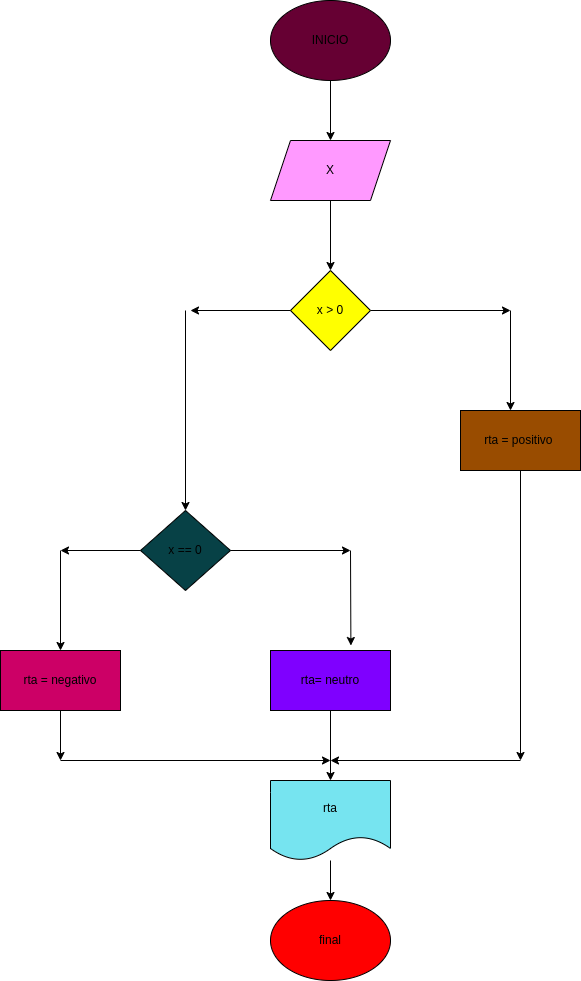 INICIO
X
x > 0
rta = positivo
x == 0
rta = negativo
rta= neutro
rta
final